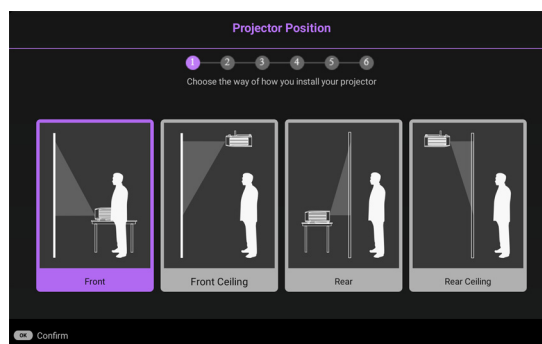 Projector Position
1 2 3 4 5 6
Choose the way of how you install your projector
Front
Front Ceiling
Rear
Rear Ceiling
OK Confirm